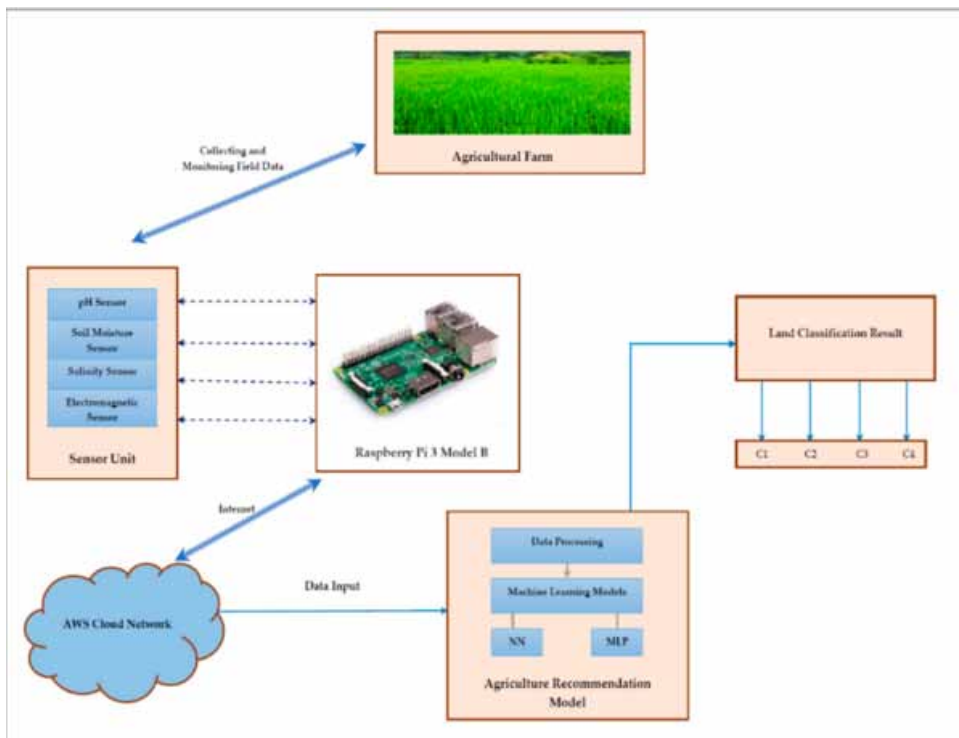 Agricultural Farm
Collecting and
Monitoring Field Data
pH Sensor
Soil Moisture
Sensor
Salinity Sensor
Electromagnetic
Sensor
Sensor Unit
Raspberry Pi 3 Model B
Land Classification Result
C1 C2 C3 C4
Internet
AWS Cloud Network
Data Input
Data Processing
Machine Learning Models
NN MLP
Agriculture Recommendation
Model